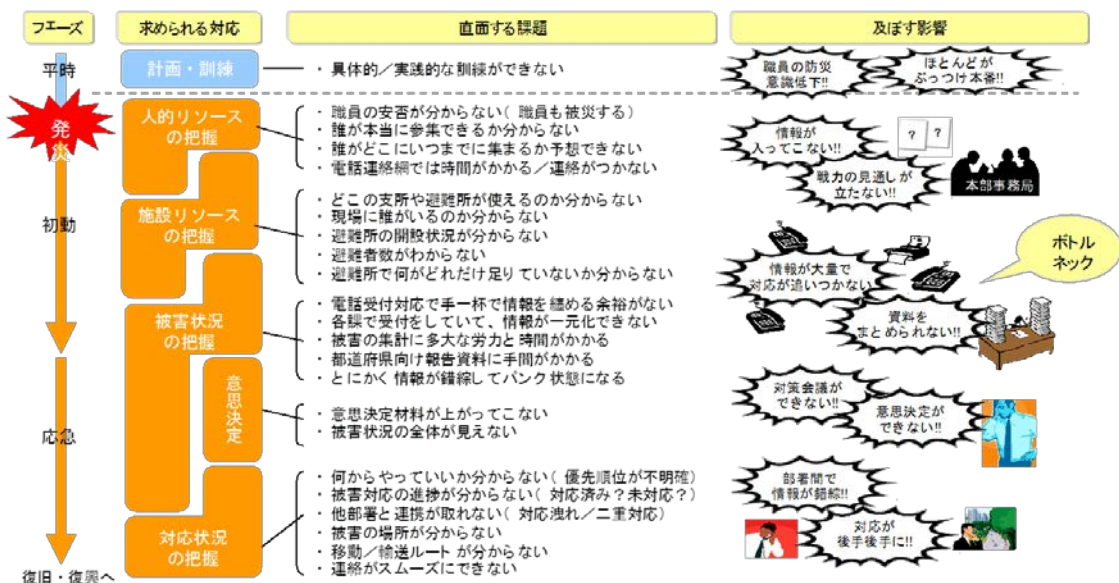 フエーズ
求められる対応
直面する課題
及ぼす影響
平時
計画・訓練
・ 具体的／実践的な訓練ができない
職員の防災
意識低下!!
ほとんどが
ぶっつけ本番!!
発
災
人的リソース
の把握
・ 職員の安否が分からない( 職員も被災する)
・ 誰が本当に参集できるか分からない
・ 誰がどこにいつまでに集まるか予想できない
・ 電話連絡網では時間がかかる／連絡がつかない
情報が
入ってこない!!
?
?
戦力の見通しが
立たない!!
本部事務局
初動
施設リソース
の把握
・ どこの支所や避難所が使えるのか分からない
・ 現場に誰がいるのか分からない
・ 避難所の開設状況が分からない
・ 避難者数がわからない
・ 避難所で何がどれだけ足りていないか分からない
情報が大量で
対応が追いつかない
ボトル
ネック
被害状況
の把握
・ 電話受付対応で手一杯で情報を纏める余裕がない
・ 各課で受付をしていて、情報が一元化できない
・ 被害の集計に多大な労力と時間がかかる
・ 都道府県向け報告資料に手間がかかる
・ とにかく情報が錯綜してパンク状態になる
資料を
まとめられない!!
応急
意思決定
・ 意思決定材料が上がってこない
・ 被害状況の全体が見えない
対策会議が
できない!!
意思決定が
できない!!
対応状況
の把握
・ 何からやっていいか分からない( 優先順位が不明確)
・ 被害対応の進捗が分からない( 対応済み？未対応？)
・ 他部署と連携が取れない( 対応洩れ／二重対応)
・ 被害の場所が分からない
・ 移動／輸送ルートが分からない
・ 連絡がスムーズにできない
部署間で
情報が錯綜!!
対応が
後手後手に!!
復旧・復興へ